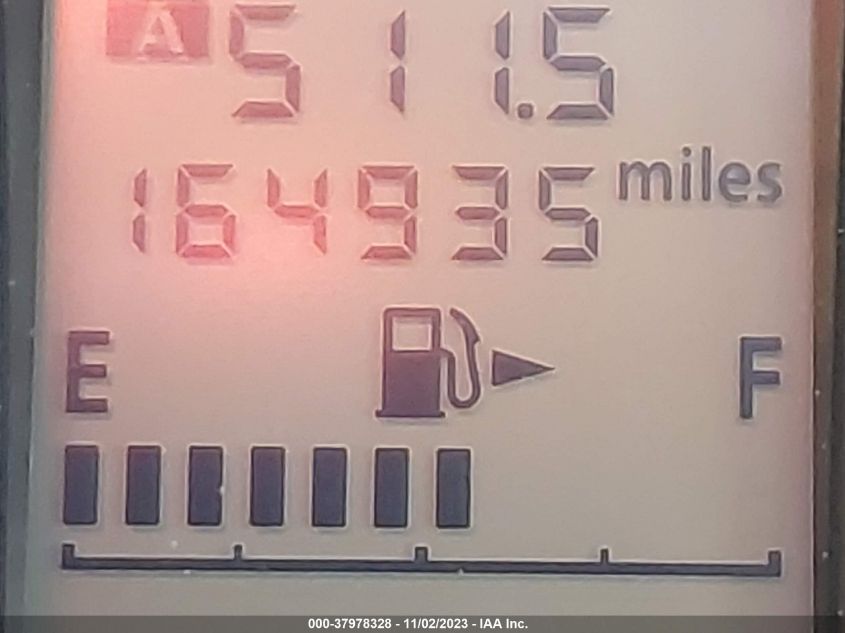 A 511.5
164935 miles
E F
000-37978328 - 11/02/2023 - IAA Inc.